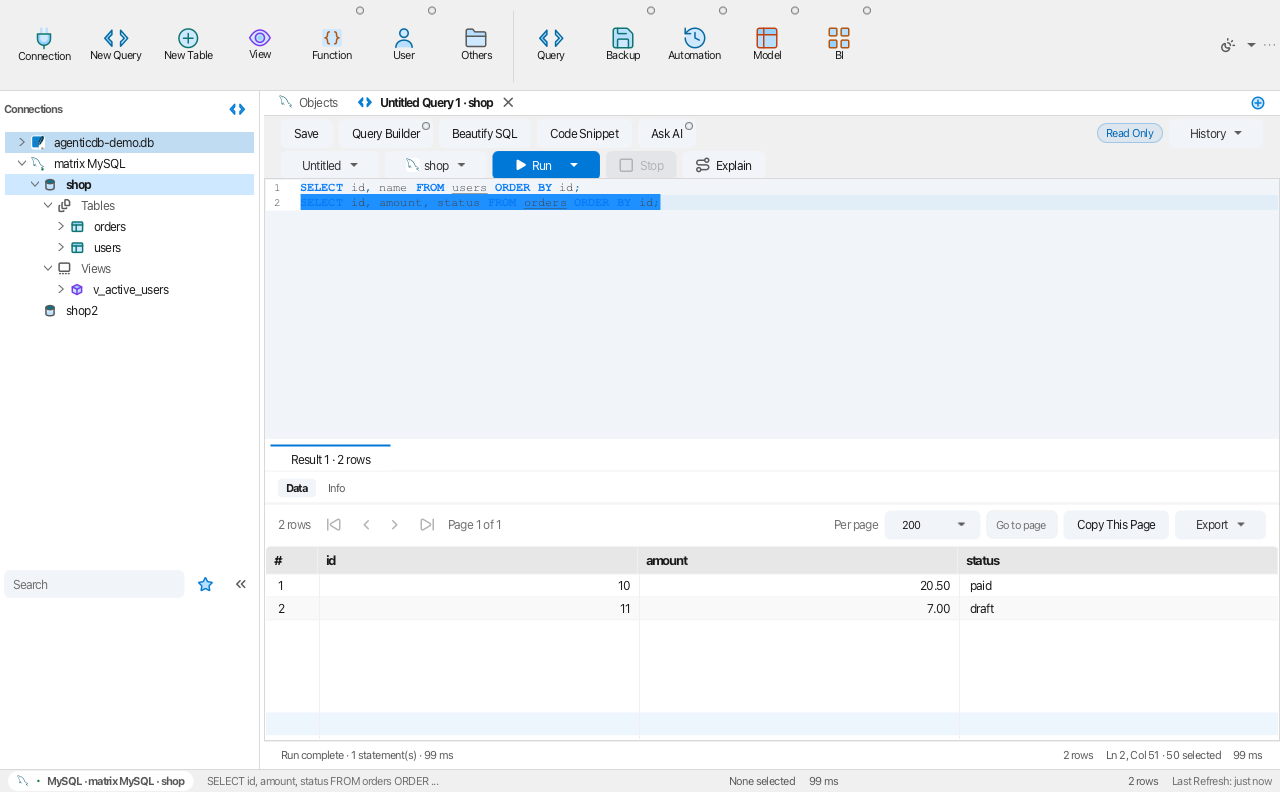 Connection
New Query
New Table
View
Function
User
Others
Query
Backup
Automation
Model
BI
Connections
agenticdb-demo.db
matrix MySQL
shop
Tables
orders
users
Views
v_active_users
shop2
Search
Objects
Untitled Query 1 · shop
Save
Query Builder
Beautify SQL
Code Snippet
Ask AI
Read Only
History
Untitled
shop
Run
Stop
Explain
1 SELECT id, name FROM users ORDER BY id;
2 SELECT id, amount, status FROM orders ORDER BY id;
Result 1 · 2 rows
Data
Info
2 rows
Page 1 of 1
Per page
200
Go to page
Copy This Page
Export
# id amount status
1 10 20.50 paid
2 11 7.00 draft
Run complete · 1 statement(s) · 99 ms
2 rows
Ln 2, Col 51 · 50 selected
99 ms
MySQL · matrix MySQL · shop
SELECT id, amount, status FROM orders ORDER ...
None selected
99 ms
2 rows
Last Refresh: just now